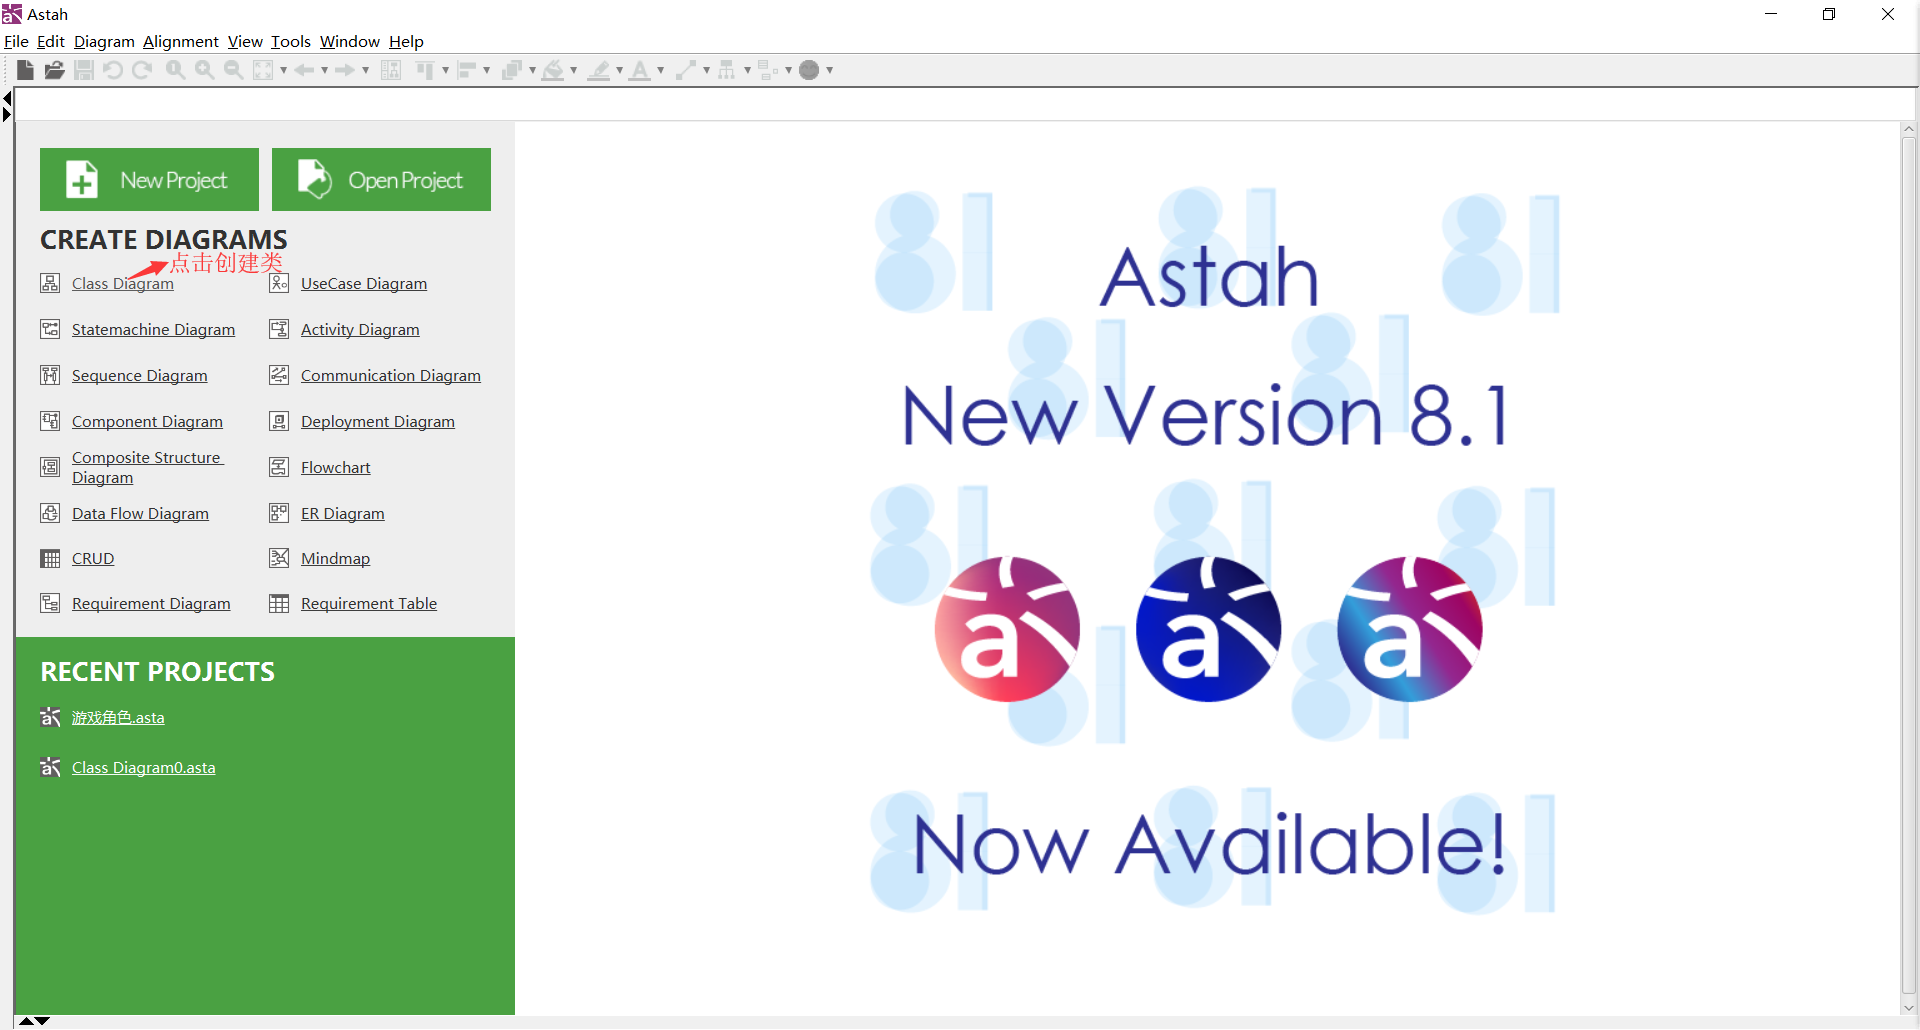 Astah
File Edit Diagram Alignment View Tools Window Help
New Project
Open Project
CREATE DIAGRAMS
点击创建类
Class Diagram
UseCase Diagram
Statemachine Diagram
Activity Diagram
Sequence Diagram
Communication Diagram
Component Diagram
Deployment Diagram
Composite Structure
Diagram
Flowchart
Data Flow Diagram
ER Diagram
CRUD
Mindmap
Requirement Diagram
Requirement Table
RECENT PROJECTS
游戏角色.asta
Class Diagram0.asta
Astah
New Version 8.1
Now Available!